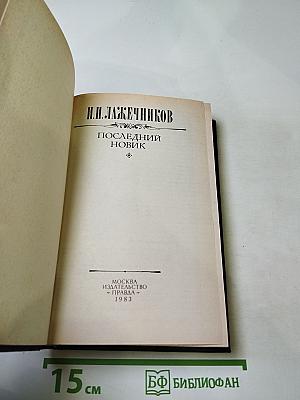 И.И.ЛАЖЕЧНИКОВ
ПОСЛЕДНИЙ
НОВИК
МОСКВА
ИЗДАТЕЛЬСТВО
«ПРАВДА»
1983
15 см
БФ БИБЛИОФАН